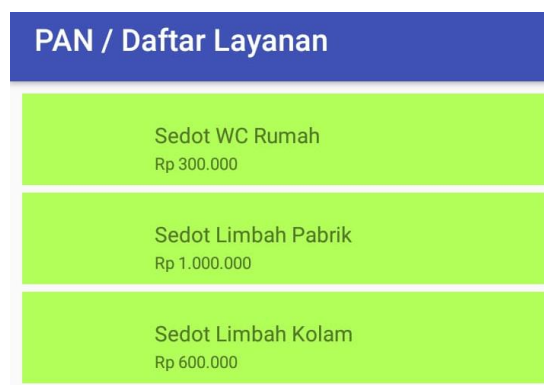 PAN / Daftar Layanan
Sedot WC Rumah
Rp 300.000
Sedot Limbah Pabrik
Rp 1.000.000
Sedot Limbah Kolam
Rp 600.000